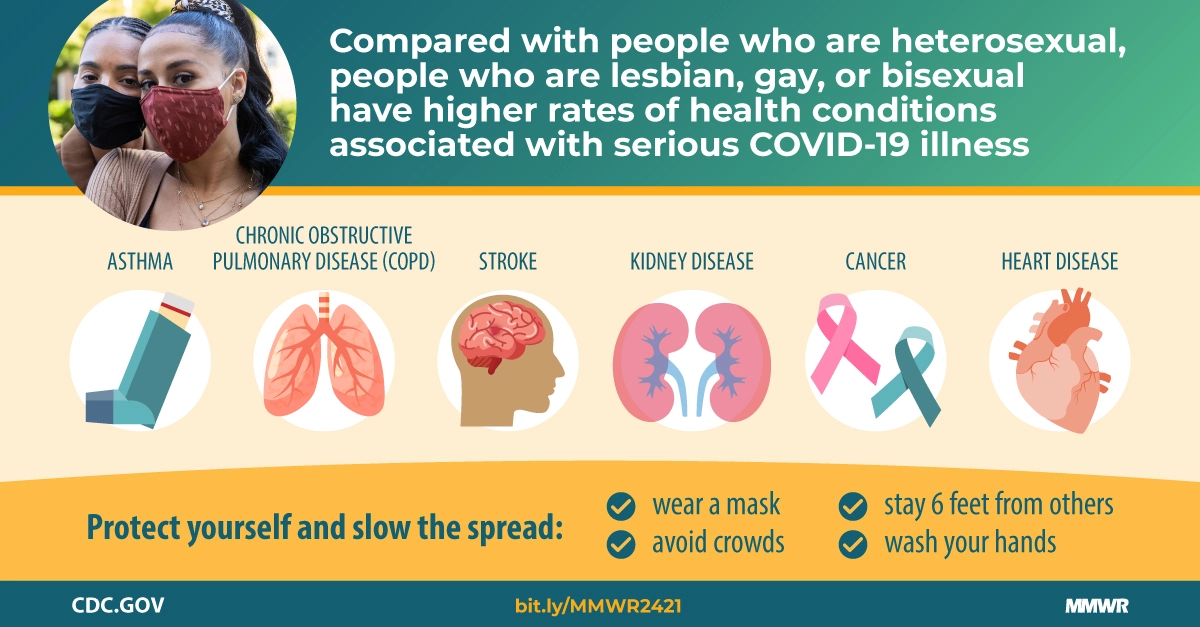 Compared with people who are heterosexual,
people who are lesbian, gay, or bisexual
have higher rates of health conditions
associated with serious COVID-19 illness
ASTHMA
CHRONIC OBSTRUCTIVE
PULMONARY DISEASE (COPD)
STROKE
KIDNEY DISEASE
CANCER
HEART DISEASE
Protect yourself and slow the spread:
wear a mask
avoid crowds
stay 6 feet from others
wash your hands
CDC.GOV
bit.ly/MMWR2421
MMWR